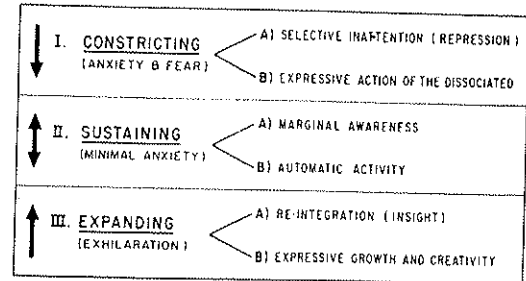 A) SELECTIVE INATTENTION (REPRESSION)
I. CONSTRICTING
(ANXIETY & FEAR)
B) EXPRESSIVE ACTION OF THE DISSOCIATED
A) MARGINAL AWARENESS
II. SUSTAINING
(MINIMAL ANXIETY)
B) AUTOMATIC ACTIVITY
A) RE-INTEGRATION (INSIGHT)
III. EXPANDING
(EXHILARATION)
B) EXPRESSIVE GROWTH AND CREATIVITY